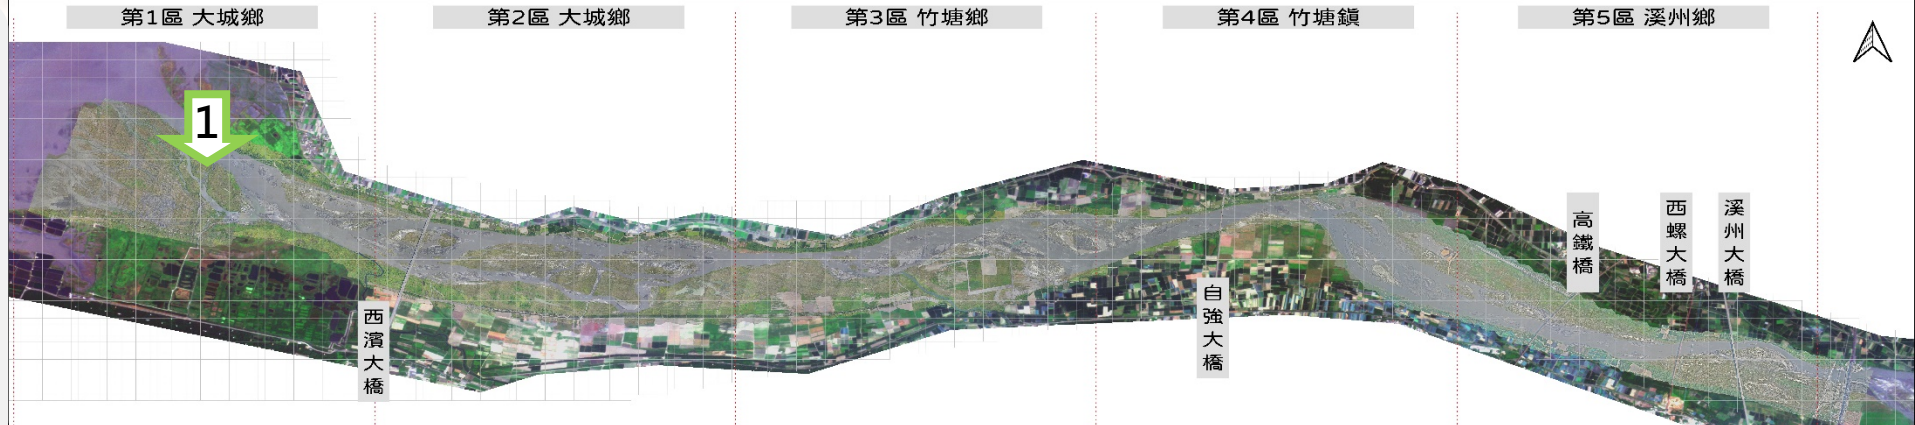 第1區 大城鄉
第2區 大城鄉
第3區 竹塘鄉
第4區 竹塘鎮
第5區 溪州鄉
1
西濱大橋
自強大橋
高鐵橋
西螺大橋
溪州大橋